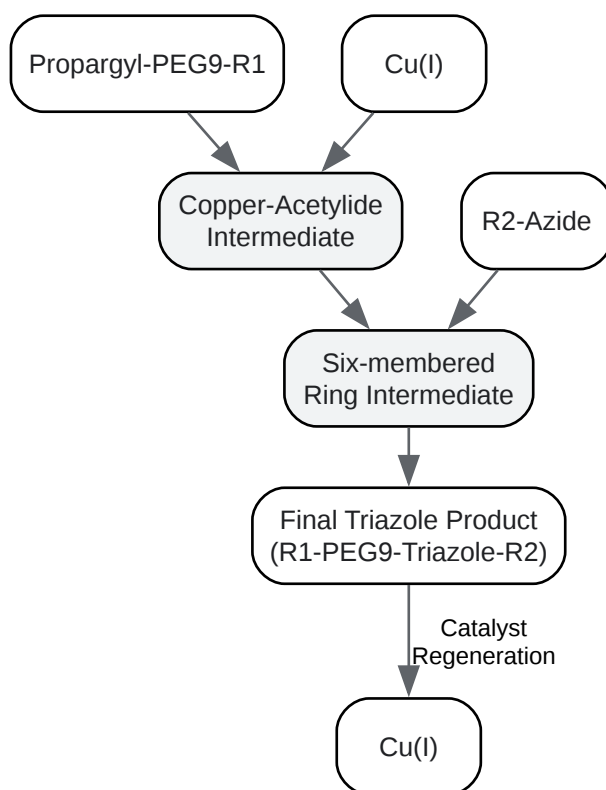 Propargyl-PEG9-R1
Cu(I)
Copper-Acetylide
Intermediate
R2-Azide
Six-membered
Ring Intermediate
Final Triazole Product
(R1-PEG9-Triazole-R2)
Catalyst
Regeneration
Cu(I)